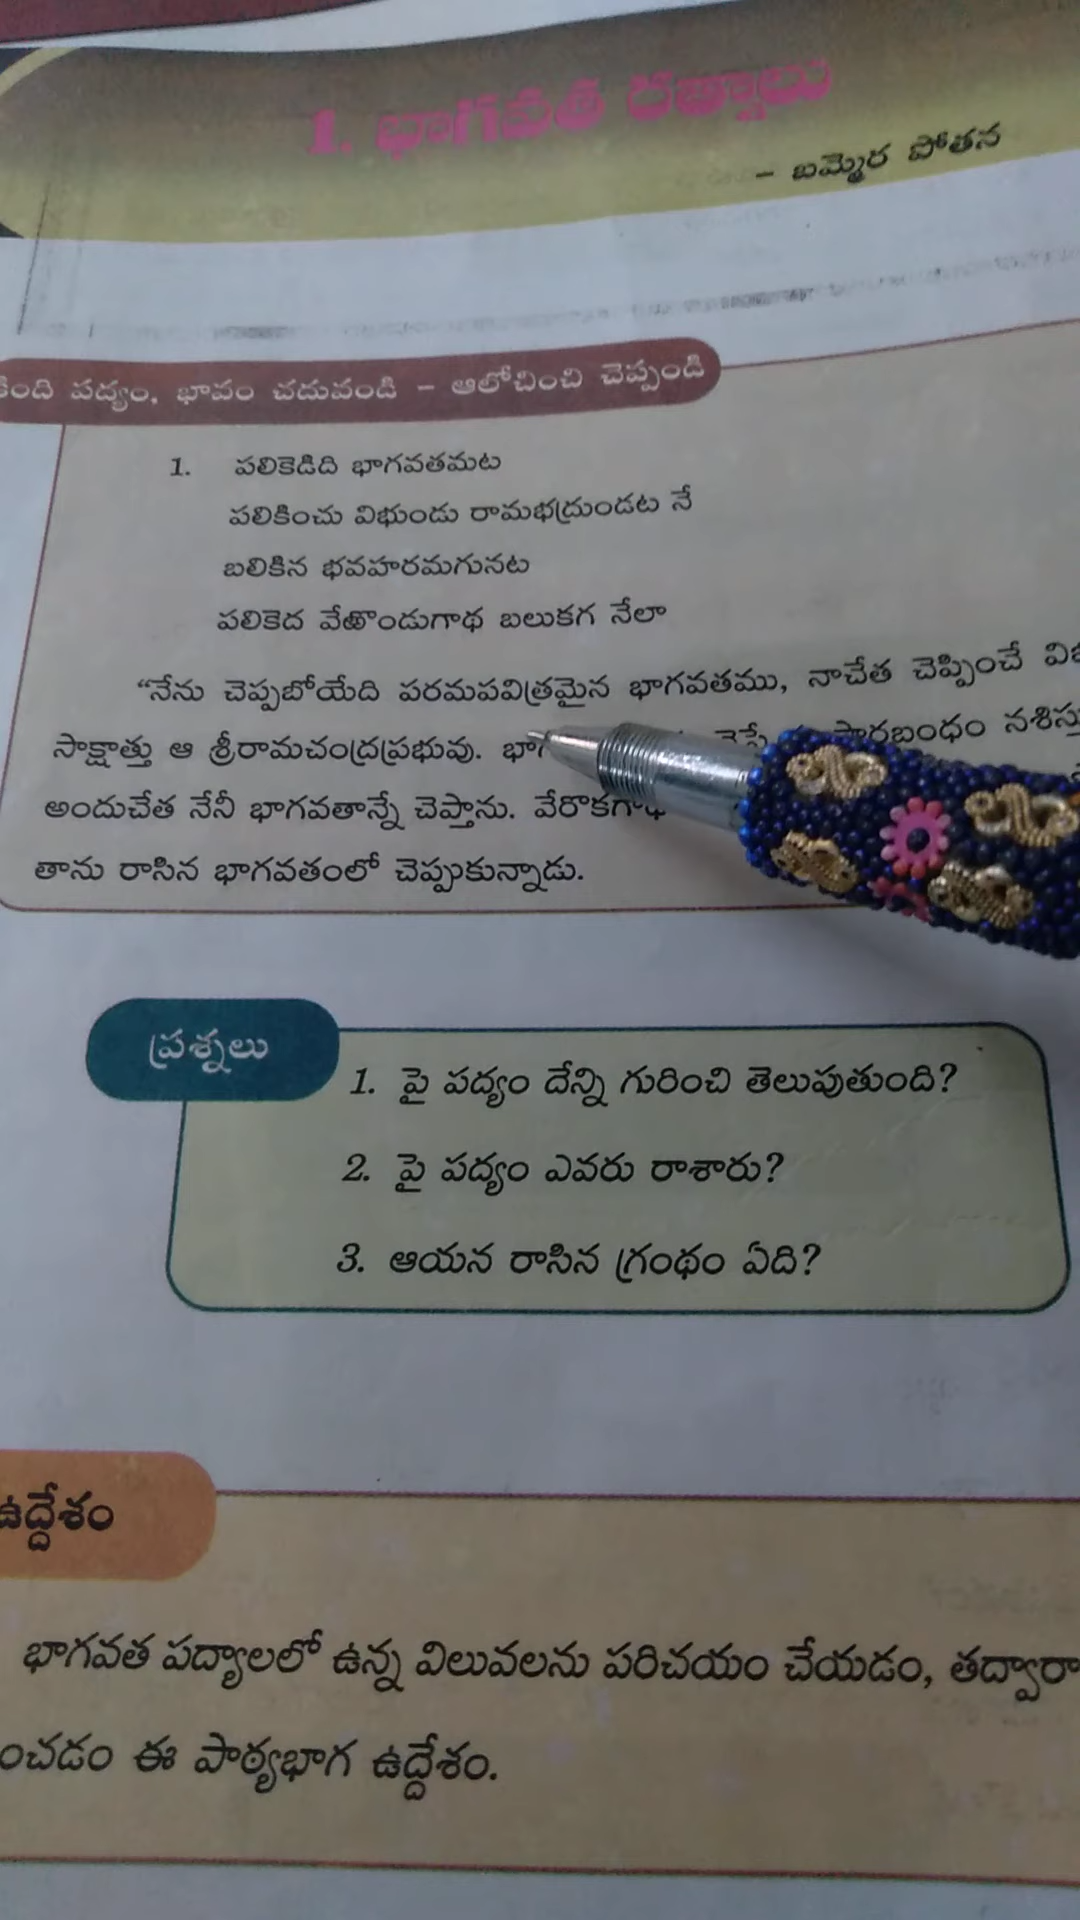 1. భాగవత రత్నాలు
– బమ్మెర పోతన
కింది పద్యం, భావం చదువండి – ఆలోచించి చెప్పండి
1. పలికెడిది భాగవతమట
పలికించు విభుండు రామభద్రుండట నే
బలికిన భవహరమగునట
పలికెద వేఱొండుగాథ బలుకగ నేలా
“నేను చెప్పబోయేది పరమపవిత్రమైన భాగవతము, నాచేత చెప్పించే
సాక్షాత్తు ఆ శ్రీరామచంద్రప్రభువు.
అందుచేత నేనీ భాగవతాన్నే చెప్తాను. వేరొకగాథ
తాను రాసిన భాగవతంలో చెప్పుకున్నాడు.
ప్రశ్నలు
1. పై పద్యం దేన్ని గురించి తెలుపుతుంది?
2. పై పద్యం ఎవరు రాశారు?
3. ఆయన రాసిన గ్రంథం ఏది?
ఉద్దేశం
భాగవత పద్యాలలో ఉన్న విలువలను పరిచయం చేయడం, తద్వారా
ంచడం ఈ పాఠ్యభాగ ఉద్దేశం.